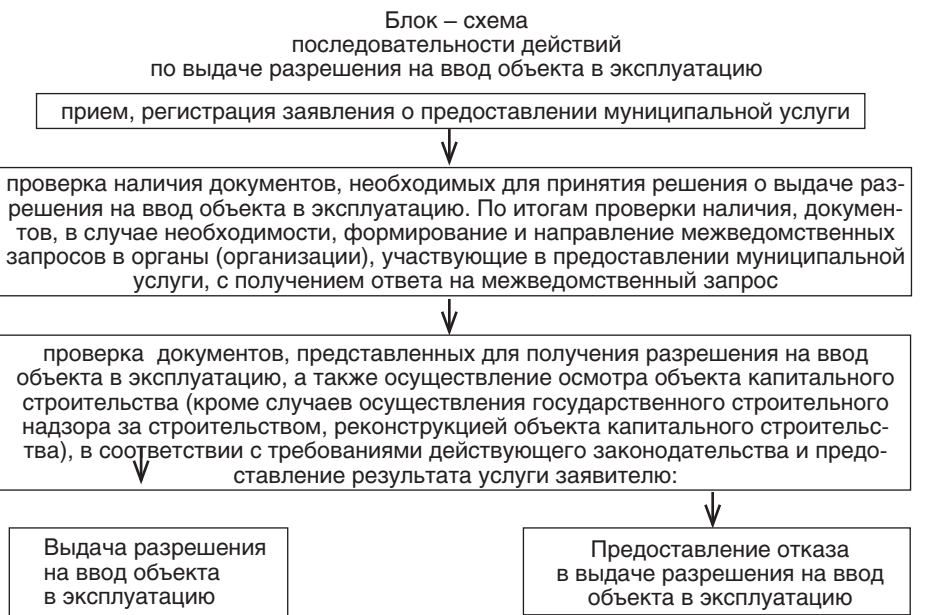 Блок – схема
последовательности действий
по выдаче разрешения на ввод объекта в эксплуатацию
прием, регистрация заявления о предоставлении муниципальной услуги
проверка наличия документов, необходимых для принятия решения о выдаче раз-
решения на ввод объекта в эксплуатацию. По итогам проверки наличия, докумен-
тов, в случае необходимости, формирование и направление межведомственных
запросов в органы (организации), участвующие в предоставлении муниципальной
услуги, с получением ответа на межведомственный запрос
проверка документов, представленных для получения разрешения на ввод
объекта в эксплуатацию, а также осуществление осмотра объекта капитального
строительства (кроме случаев осуществления государственного строительного
надзора за строительством, реконструкцией объекта капитального строительс-
тва), в соответствии с требованиями действующего законодательства и предо-
ставление результата услуги заявителю:
Выдача разрешения
на ввод объекта
в эксплуатацию
Предоставление отказа
в выдаче разрешения на ввод
объекта в эксплуатацию